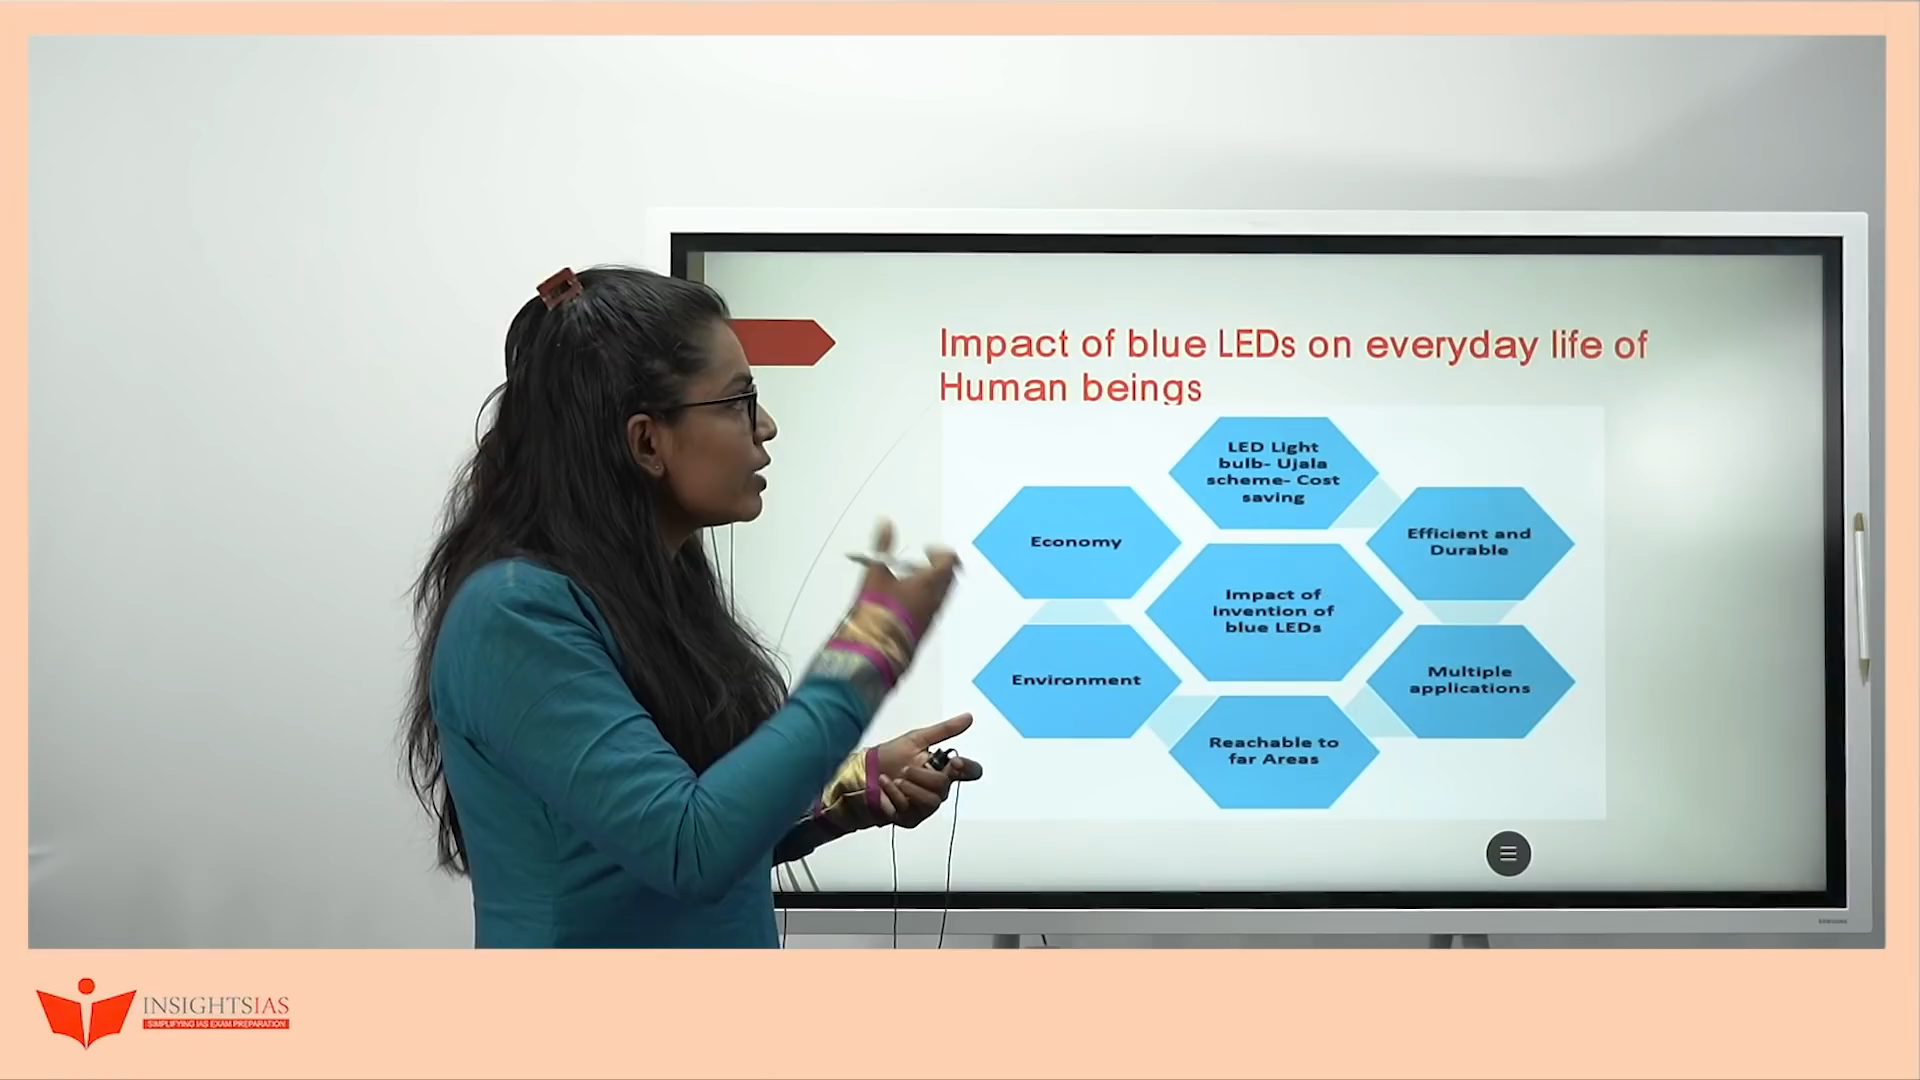 Impact of blue LEDs on everyday life of
Human beings
LED Light
bulb- Ujala
scheme- Cost
saving
Economy
Efficient and
Durable
Impact of
invention of
blue LEDs
Environment
Multiple
applications
Reachable to
far Areas
SAMSUNG
INSIGHTSIAS
SIMPLIFYING IAS EXAM PREPARATION